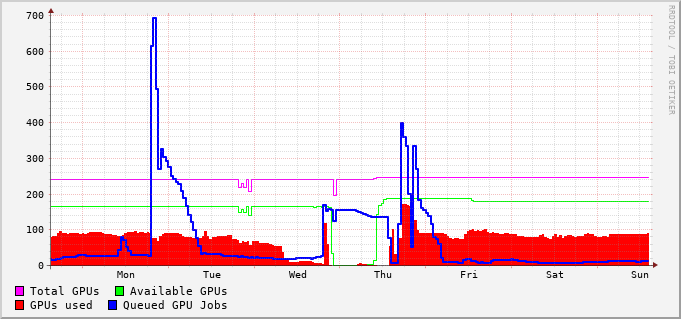 700
600
500
400
300
200
100
0
Mon Tue Wed Thu Fri Sat Sun
Total GPUs Available GPUs
GPUs used Queued GPU Jobs
RRDTOOL / TOBI OETIKER